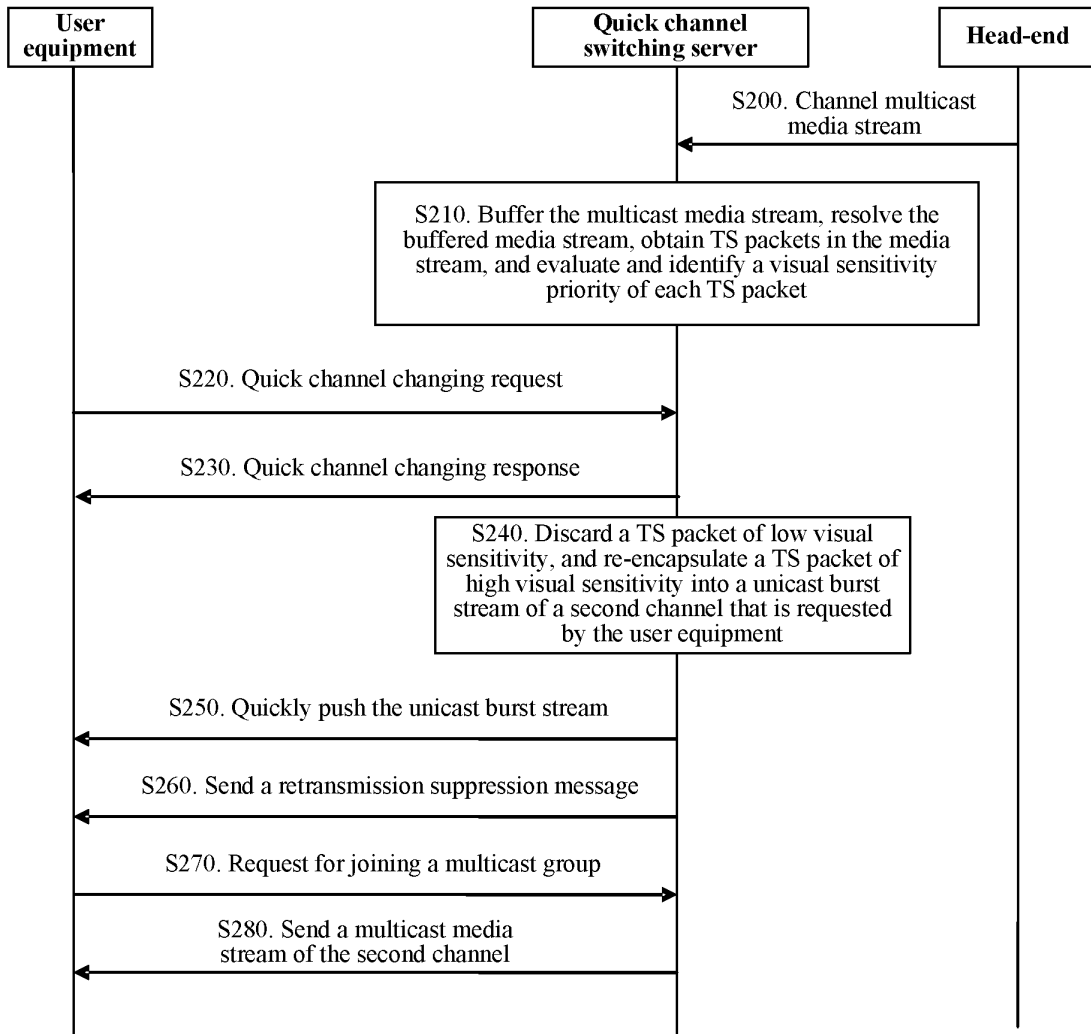 User
equipment
Quick channel
switching server
Head-end
S200. Channel multicast
media stream
S210. Buffer the multicast media stream, resolve the
buffered media stream, obtain TS packets in the media
stream, and evaluate and identify a visual sensitivity
priority of each TS packet
S220. Quick channel changing request
S230. Quick channel changing response
S240. Discard a TS packet of low visual
sensitivity, and re-encapsulate a TS packet of
high visual sensitivity into a unicast burst
stream of a second channel that is requested
by the user equipment
S250. Quickly push the unicast burst stream
S260. Send a retransmission suppression message
S270. Request for joining a multicast group
S280. Send a multicast media
stream of the second channel